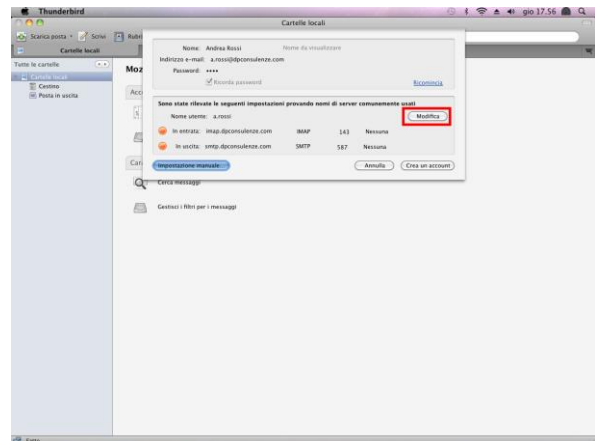 Thunderbird gio 17.56
Cartelle locali
Scarica posta Scrivi Rubri
Cartelle locali
Tutte le cartelle
Cartelle locali
Cestino
Posta in uscita
Moz
Acco
Nome: Andrea Rossi Nome da visualizzare
Indirizzo e-mail: a.rossi@dpconsulenze.com
Password: ••••
Ricorda password Ricomincia
Sono state rilevate le seguenti impostazioni provando nomi di server comunemente usati
Nome utente: a.rossi Modifica
In entrata: imap.dpconsulenze.com IMAP 143 Nessuna
In uscita: smtp.dpconsulenze.com SMTP 587 Nessuna
Impostazione manuale... Annulla Crea un account
Cerca messaggi
Gestisci i filtri per i messaggi